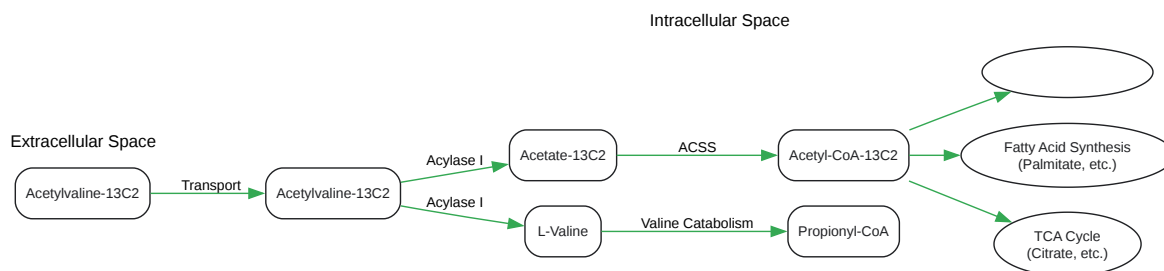 Intracellular Space
Extracellular Space
Acetylvaline-13C2
Transport
Acetylvaline-13C2
Acylase I
Acylase I
Acetate-13C2
L-Valine
ACSS
Valine Catabolism
Acetyl-CoA-13C2
Propionyl-CoA
Fatty Acid Synthesis
(Palmitate, etc.)
TCA Cycle
(Citrate, etc.)